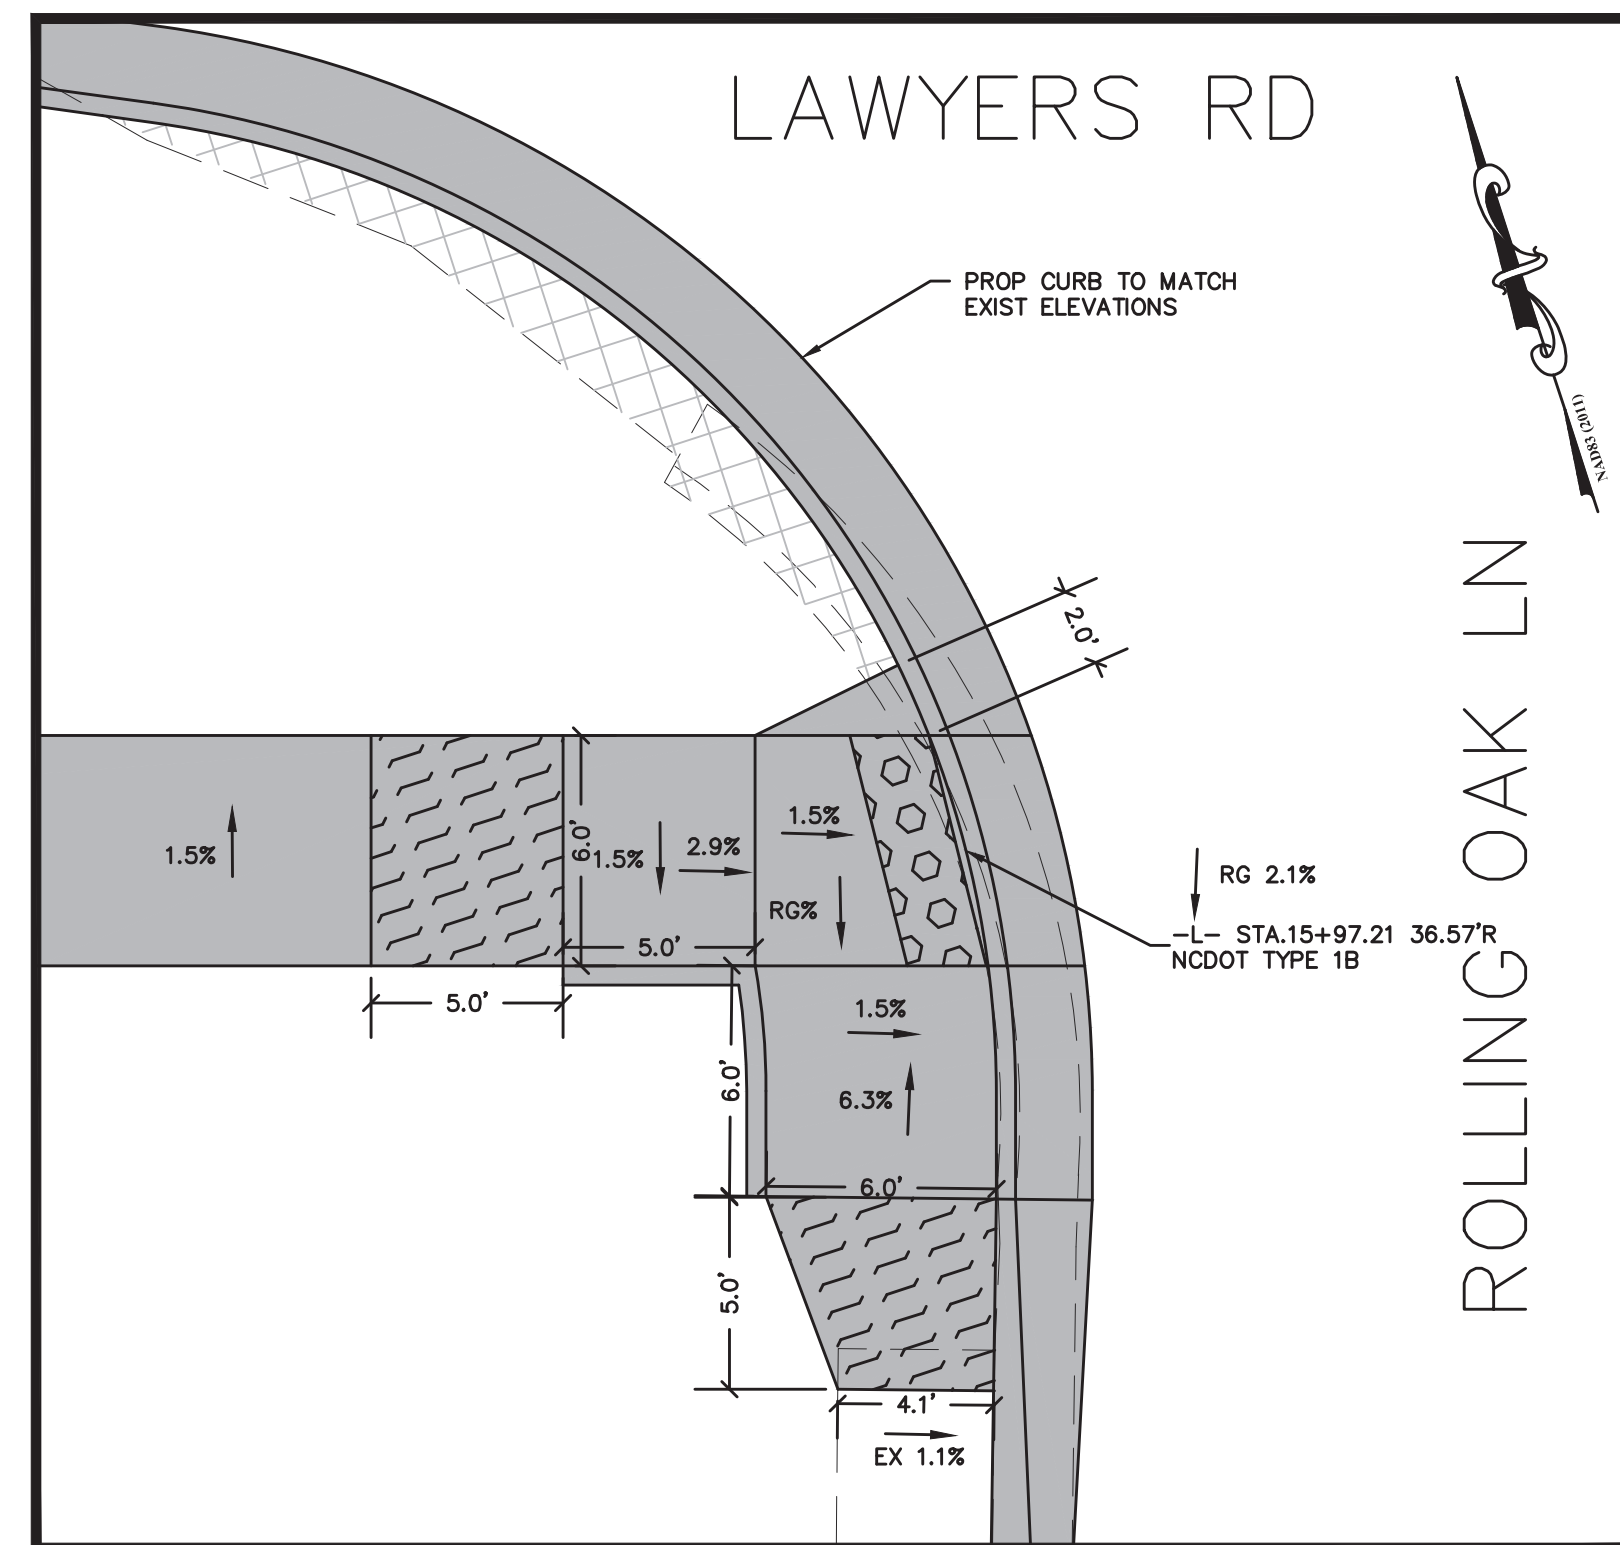 LAWYERS RD
PROP CURB TO MATCH
EXIST ELEVATIONS
NAD83 (2011)
2.0'
ROLLING OAK LN
1.5%
6.0'
1.5%
2.9%
1.5%
RG%
5.0'
5.0'
RG 2.1%
-L- STA.15+97.21 36.57'R
NCDOT TYPE 1B
1.5%
6.0'
6.3%
6.0'
5.0'
4.1'
EX 1.1%